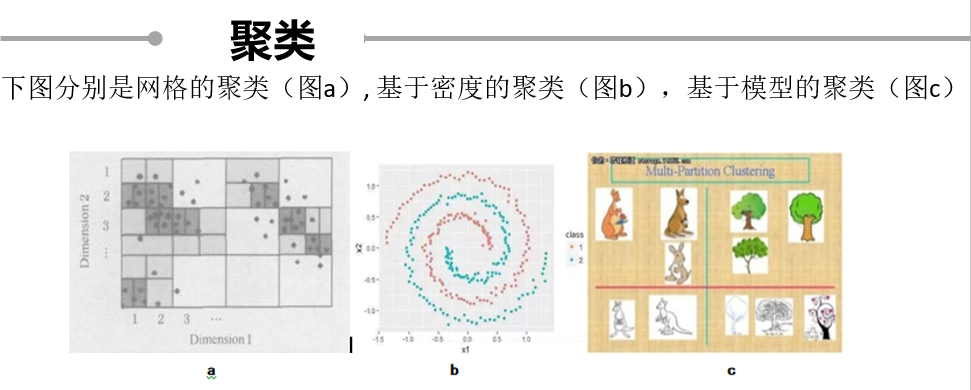 聚类
下图分别是网格的聚类（图a）, 基于密度的聚类（图b），基于模型的聚类（图c）
Dimension 2
1
2
3
⋮
1 2 3 ...
Dimension 1
a
x2
1.0
0.5
0.0
-0.5
-1.0
-1.5 -1.0 -0.5 0.0 0.5 1.0 1.5
x1
class
1
2
b
Multi-Partition Clustering
c